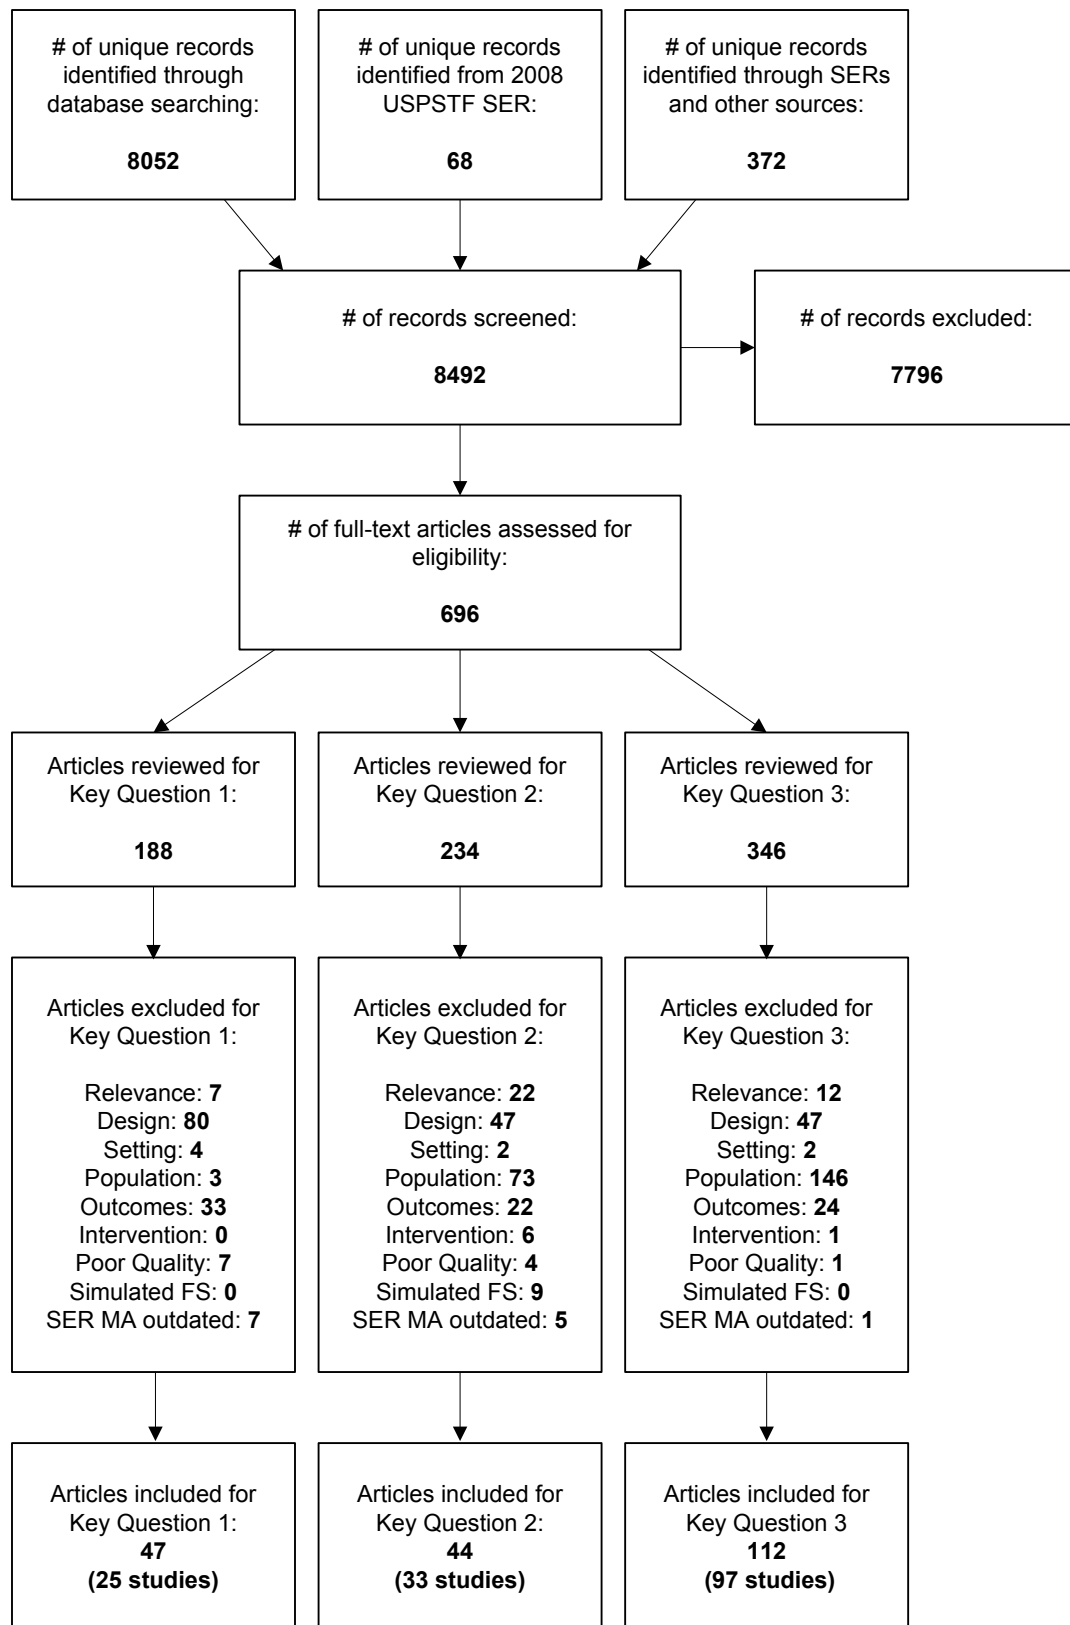 # of unique records
identified through
database searching:
8052
# of unique records
identified from 2008
USPSTF SER:
68
# of unique records
identified through SERs
and other sources:
372
# of records screened:
8492
# of records excluded:
7796
# of full-text articles assessed for
eligibility:
696
Articles reviewed for
Key Question 1:
188
Articles reviewed for
Key Question 2:
234
Articles reviewed for
Key Question 3:
346
Articles excluded for
Key Question 1:
Relevance: 7
Design: 80
Setting: 4
Population: 3
Outcomes: 33
Intervention: 0
Poor Quality: 7
Simulated FS: 0
SER MA outdated: 7
Articles excluded for
Key Question 2:
Relevance: 22
Design: 47
Setting: 2
Population: 73
Outcomes: 22
Intervention: 6
Poor Quality: 4
Simulated FS: 9
SER MA outdated: 5
Articles excluded for
Key Question 3:
Relevance: 12
Design: 47
Setting: 2
Population: 146
Outcomes: 24
Intervention: 1
Poor Quality: 1
Simulated FS: 0
SER MA outdated: 1
Articles included for
Key Question 1:
47
(25 studies)
Articles included for
Key Question 2:
44
(33 studies)
Articles included for
Key Question 3
112
(97 studies)